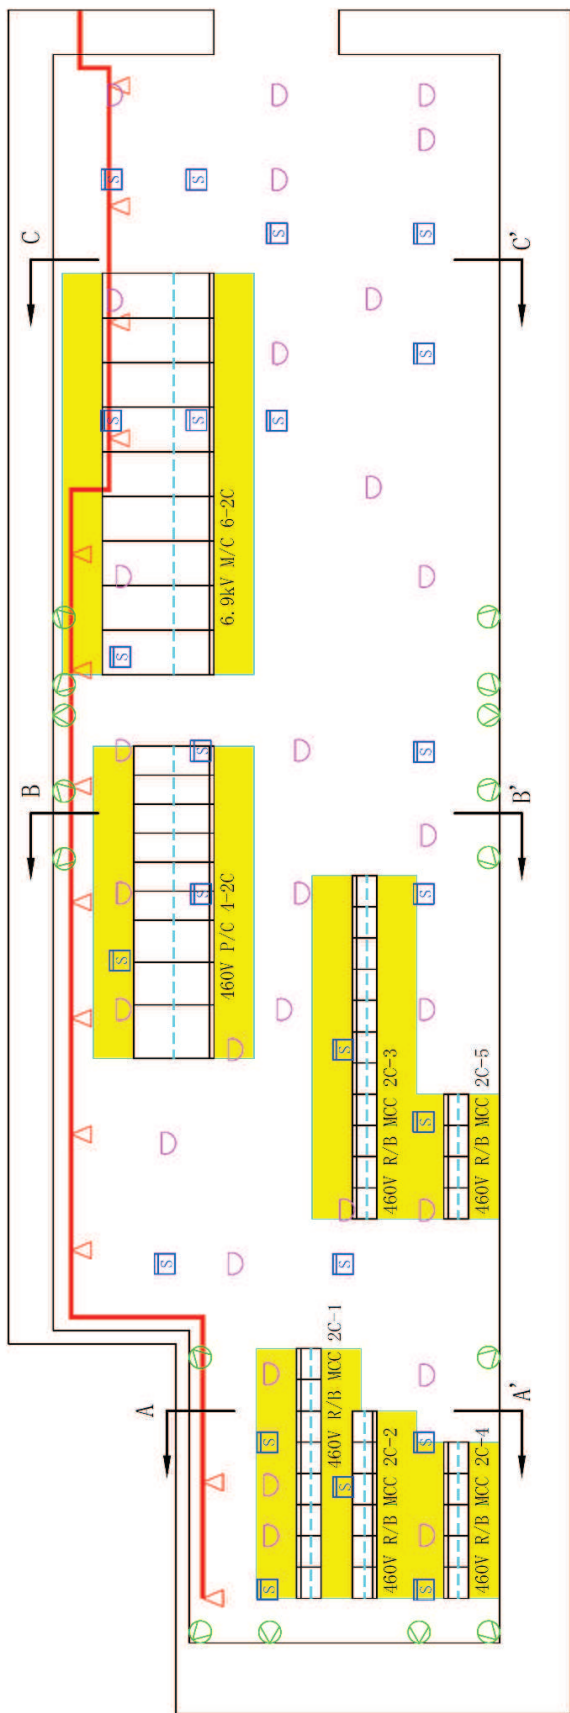 C
C'
S
S
S
S
S
S
S
S
6.9kV M/C 6-2C
S
S
S
B
B'
460V P/C 4-2C
S
S
S
S
460V R/B MCC 2C-3
S
460V R/B MCC 2C-5
S
S
460V R/B MCC 2C-1
A
A'
S
S
460V R/B MCC 2C-2
S
460V R/B MCC 2C-4
S
S